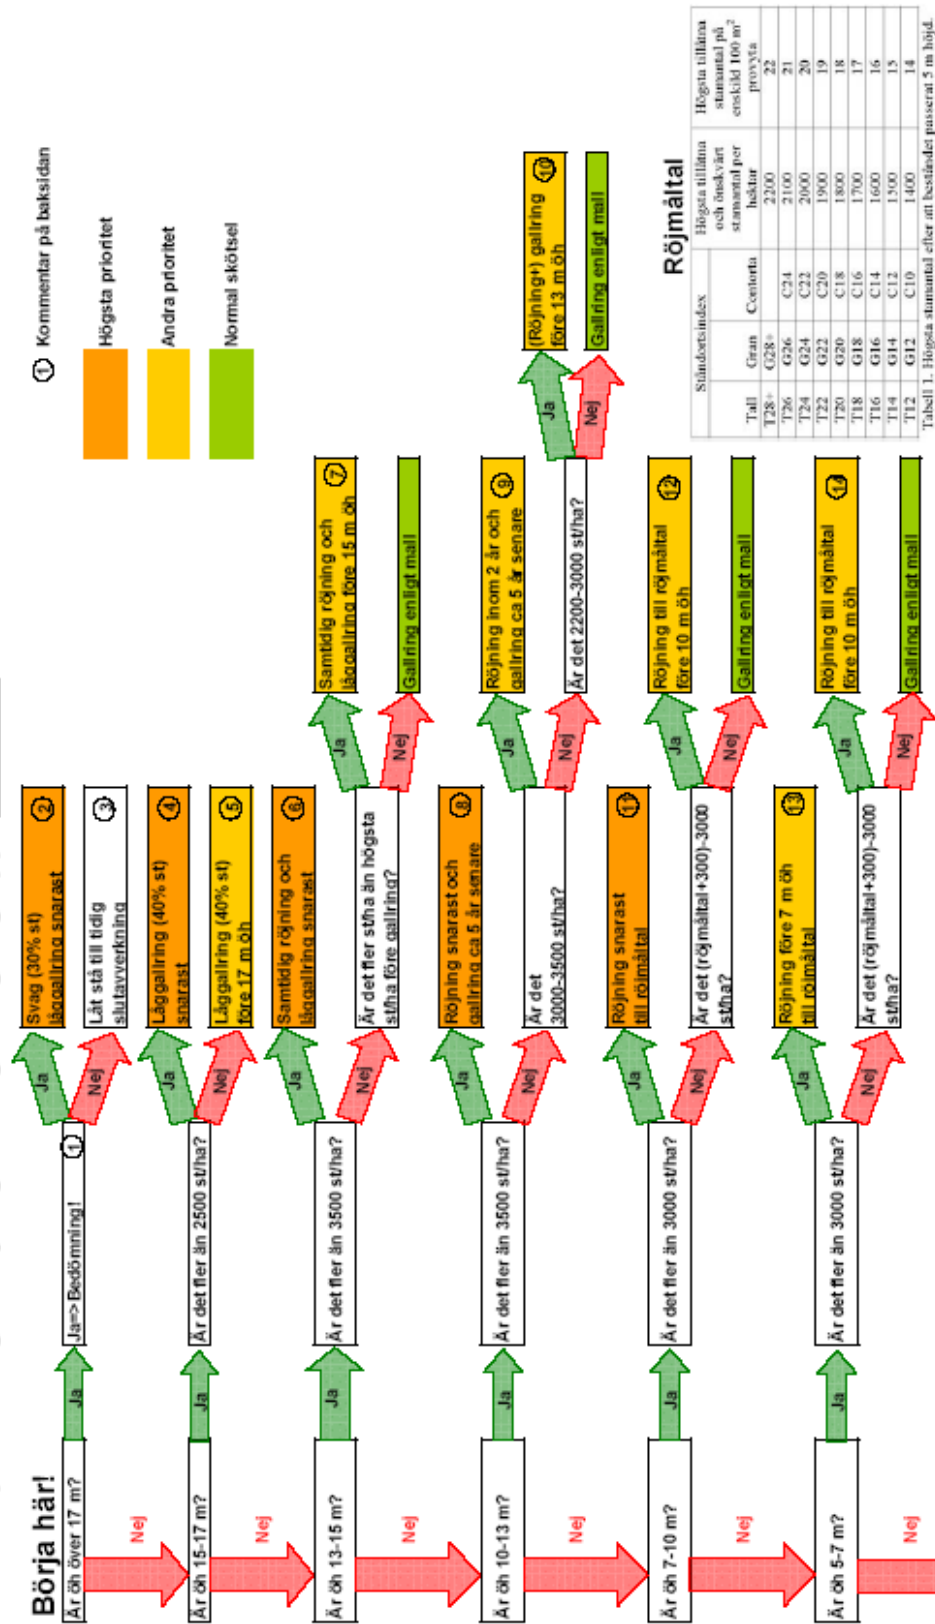 Börja här!
① Kommentar på baksidan
Högsta prioritet
Andra prioritet
Normal skötsel
Är öh över 17 m?
Ja
Ja=> Bedömning! ①
Ja
Svag (30% st) ②
låggallring snarast
Nej
Låt stå till tidig ③
slutavverkning
Nej
Är öh 15-17 m?
Ja
Är det fler än 2500 st/ha?
Ja
Låggallring (40% st) ④
snarast
Nej
Låggallring (40% st) ⑤
före 17 m öh
Nej
Är öh 13-15 m?
Ja
Är det fler än 3500 st/ha?
Ja
Samtidig röjning och ⑥
låggallring snarast
Nej
Är det fler st/ha än högsta
st/ha före gallring?
Ja
Samtidig röjning och ⑦
låggallring före 15 m öh
Nej
Gallring enligt mall
Nej
Är öh 10-13 m?
Ja
Är det fler än 3500 st/ha?
Ja
Röjning snarast och ⑧
gallring ca 5 år senare
Nej
Är det
3000-3500 st/ha?
Ja
Röjning inom 2 år och ⑨
gallring ca 5 år senare
Nej
Är det 2200-3000 st/ha?
Ja
(Röjning+) gallring ⑩
före 13 m öh
Nej
Gallring enligt mall
Nej
Är öh 7-10 m?
Ja
Är det fler än 3000 st/ha?
Ja
Röjning snarast ⑪
till röjmåltal
Nej
Är det (röjmåltal+300)-3000
st/ha?
Ja
Röjning till röjmåltal ⑫
före 10 m öh
Nej
Gallring enligt mall
Nej
Är öh 5-7 m?
Ja
Är det fler än 3000 st/ha?
Ja
Röjning före 7 m öh ⑬
till röjmåltal
Nej
Är det (röjmåltal+300)-3000
st/ha?
Ja
Röjning till röjmåltal ⑭
före 10 m öh
Nej
Gallring enligt mall
Nej
Röjmåltal
Ståndortsindex
Högsta tillåtna
och önskvärt
stamantal per
hektar
Högsta tillåtna
stamantal på
enskild 100 m²
provyta
Tall Gran Contorta
T28+ G28+ 2200 22
T26 G26 C24 2100 21
T24 G24 C22 2000 20
T22 G22 C20 1900 19
T20 G20 C18 1800 18
T18 G18 C16 1700 17
T16 G16 C14 1600 16
T14 G14 C12 1500 15
T12 G12 C10 1400 14
Tabell 1. Högsta stamantal efter att beståndet passerat 5 m höjd.